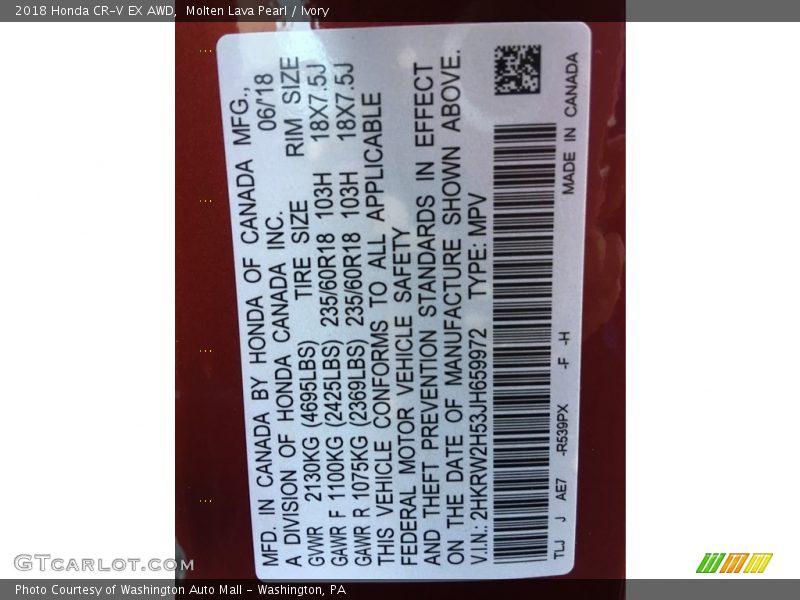 2018 Honda CR-V EX AWD,  Molten Lava Pearl / Ivory
MFD. IN CANADA BY HONDA OF CANADA MFG.,
A DIVISION OF HONDA CANADA INC. 06/'18
TIRE SIZE RIM SIZE
GVWR 2130KG (4695LBS)
GAWR F 1100KG (2425LBS) 235/60R18 103H 18X7.5J
GAWR R 1075KG (2369LBS) 235/60R18 103H 18X7.5J
THIS VEHICLE CONFORMS TO ALL APPLICABLE
FEDERAL MOTOR VEHICLE SAFETY
AND THEFT PREVENTION STANDARDS IN EFFECT
ON THE DATE OF MANUFACTURE SHOWN ABOVE.
V.I.N.: 2HKRW2H53JH659972 TYPE: MPV
TLJ J AE7 -R539PX -F -H MADE IN CANADA
GTCARLOT.COM
Photo Courtesy of Washington Auto Mall - Washington, PA